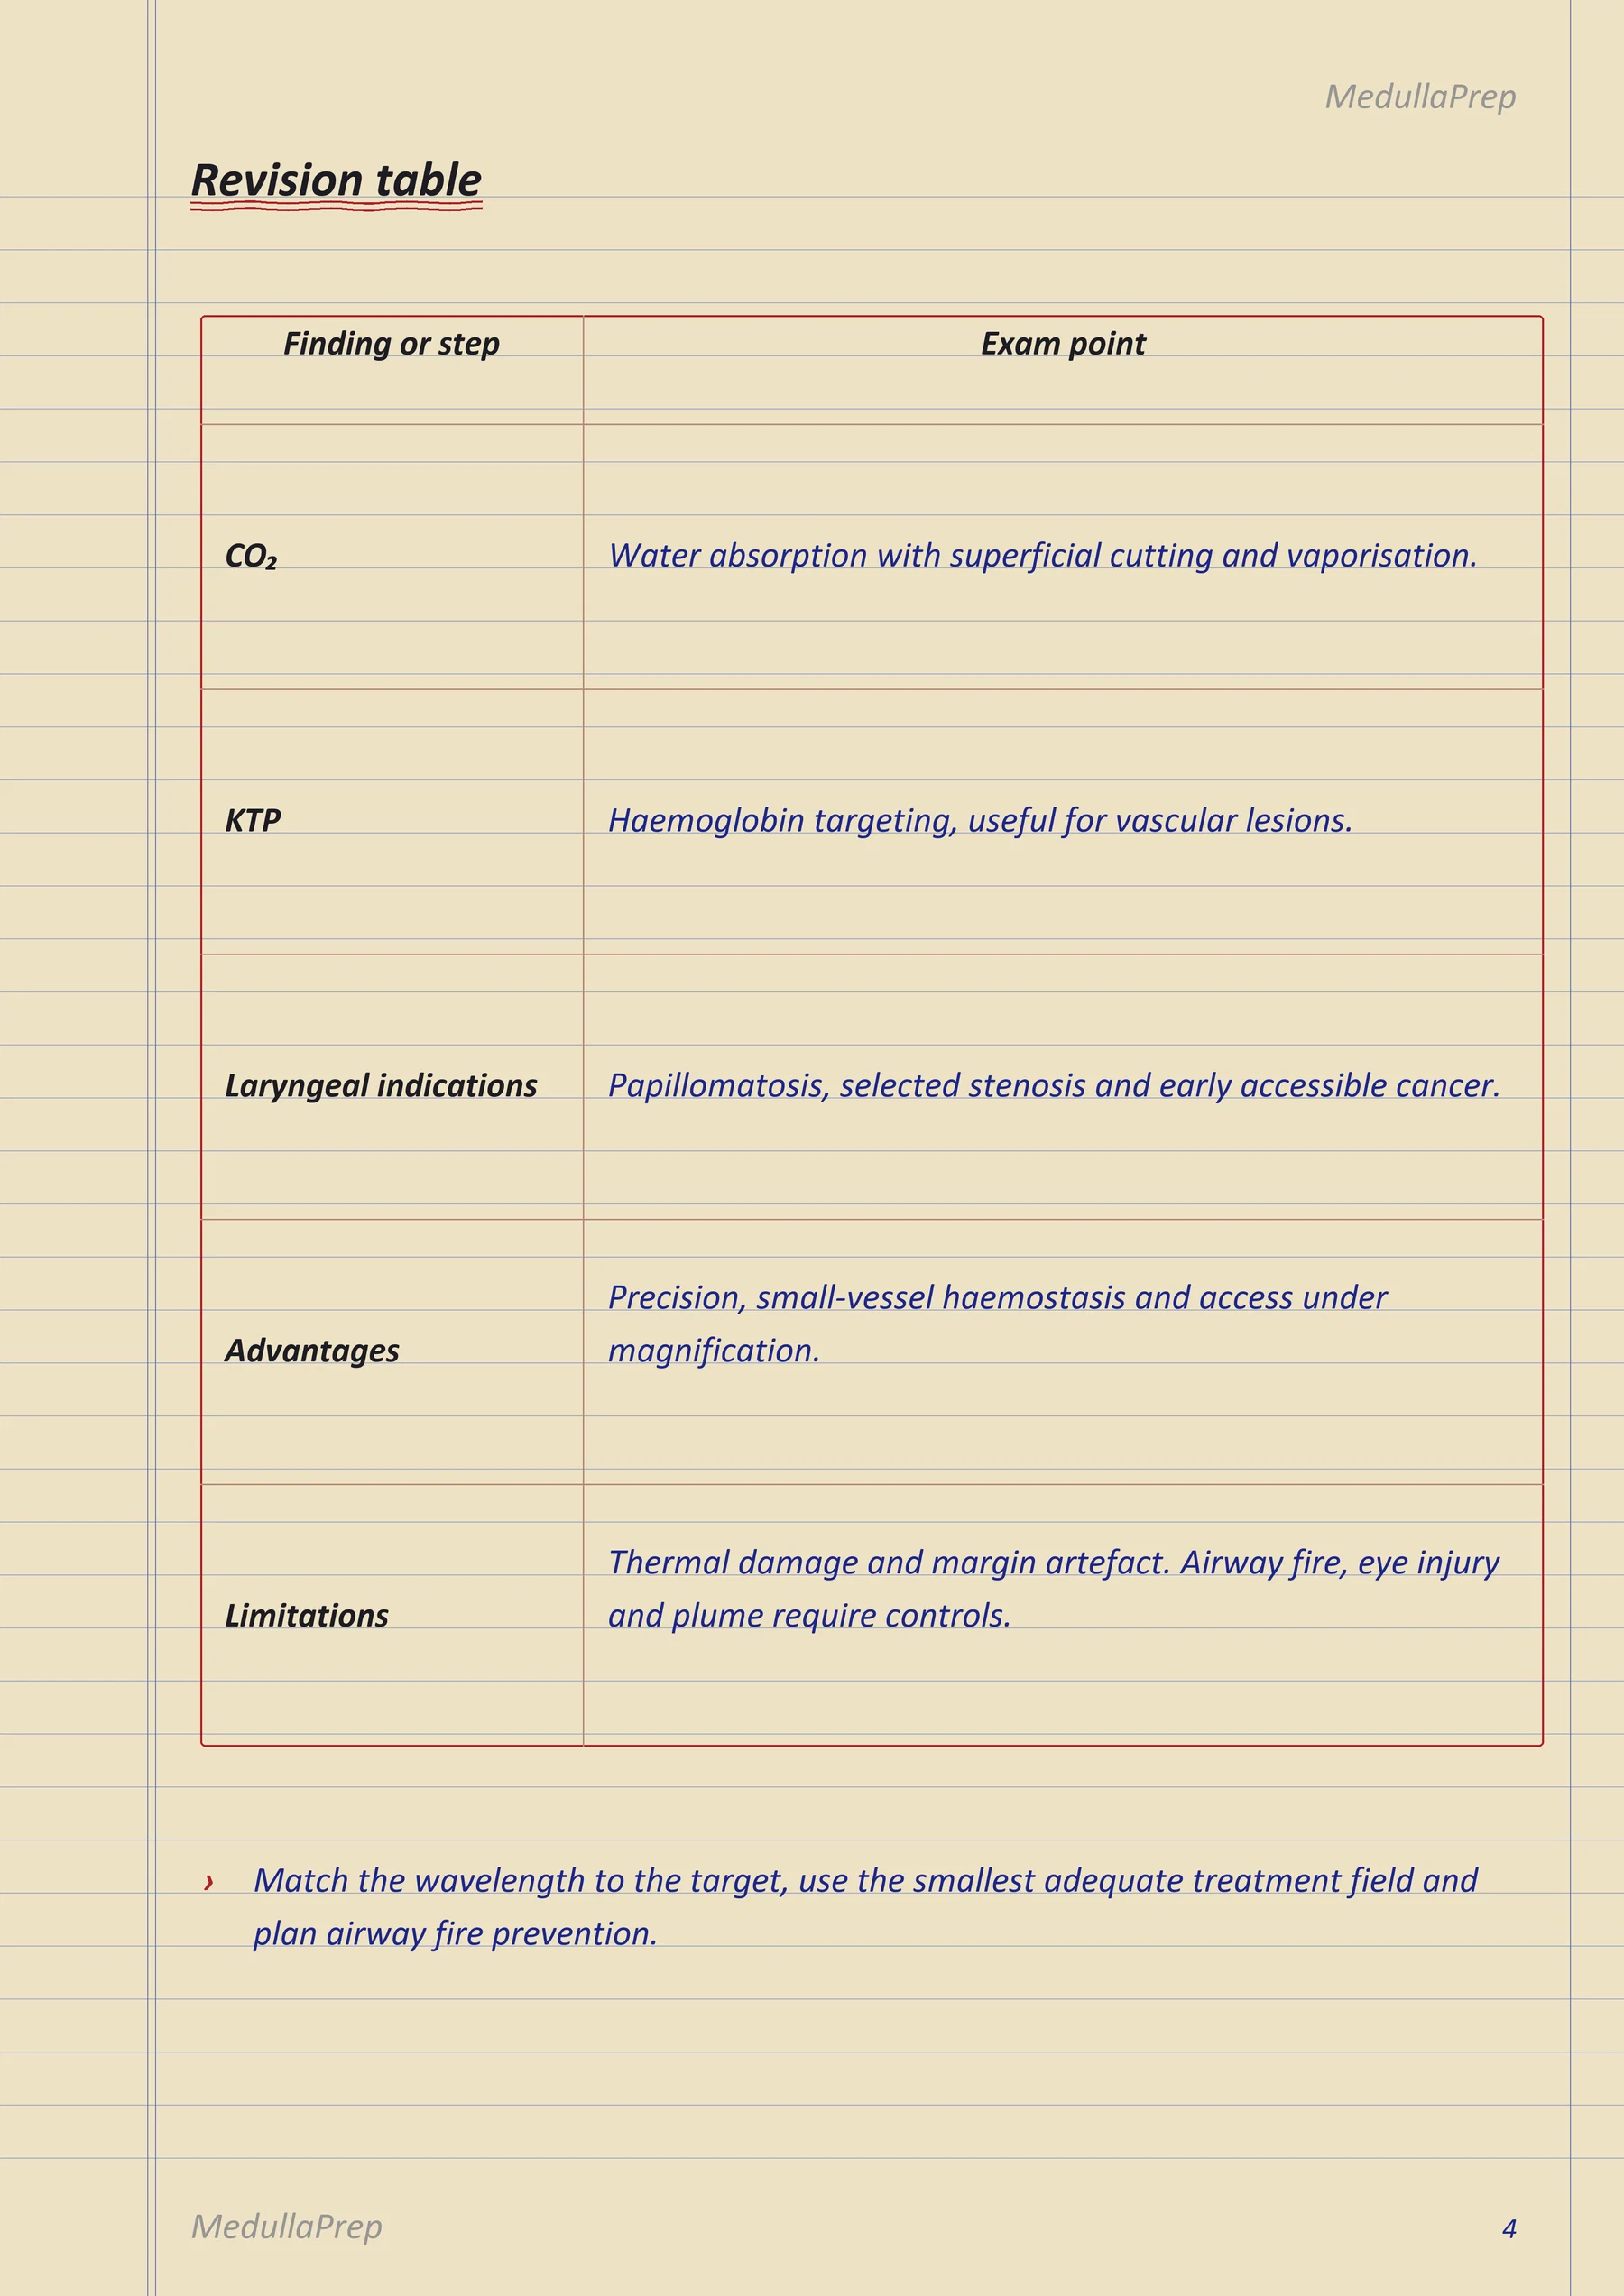 MedullaPrep
Revision table
Finding or step
Exam point
CO₂
Water absorption with superficial cutting and vaporisation.
KTP
Haemoglobin targeting, useful for vascular lesions.
Laryngeal indications
Papillomatosis, selected stenosis and early accessible cancer.
Advantages
Precision, small-vessel haemostasis and access under
magnification.
Limitations
Thermal damage and margin artefact. Airway fire, eye injury
and plume require controls.
› Match the wavelength to the target, use the smallest adequate treatment field and
plan airway fire prevention.
MedullaPrep
4